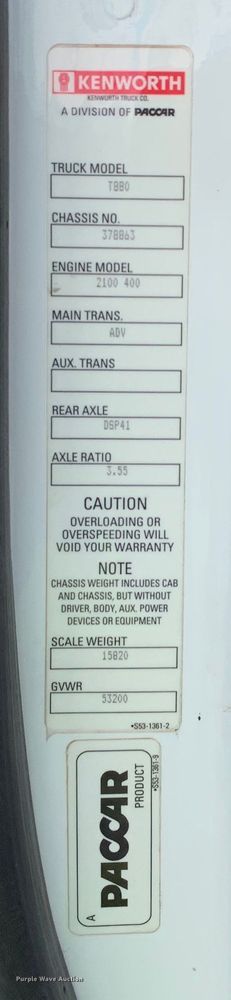 KENWORTH
KENWORTH TRUCK CO.
A DIVISION OF PACCAR
TRUCK MODEL
T880
CHASSIS NO.
378863
ENGINE MODEL
2100 400
MAIN TRANS.
ADV
AUX. TRANS
REAR AXLE
DSP41
AXLE RATIO
3.55
CAUTION
OVERLOADING OR
OVERSPEEDING WILL
VOID YOUR WARRANTY
NOTE
CHASSIS WEIGHT INCLUDES CAB
AND CHASSIS, BUT WITHOUT
DRIVER, BODY, AUX. POWER
DEVICES OR EQUIPMENT
SCALE WEIGHT
15820
GVWR
53200
•S53-1361-2
A
PACCAR
PRODUCT
•S53-1361-9
Purple Wave Auction